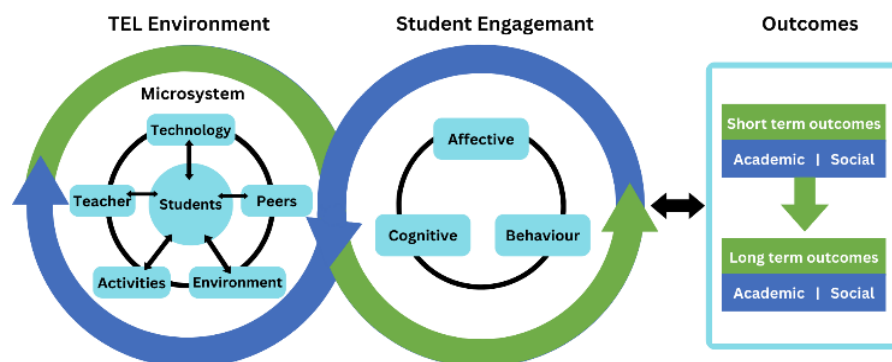 TEL Environment
Student Engagemant
Outcomes
Microsystem
Technology
Teacher
Students
Peers
Activities
Environment
Affective
Cognitive
Behaviour
Short term outcomes
Academic | Social
Long term outcomes
Academic | Social